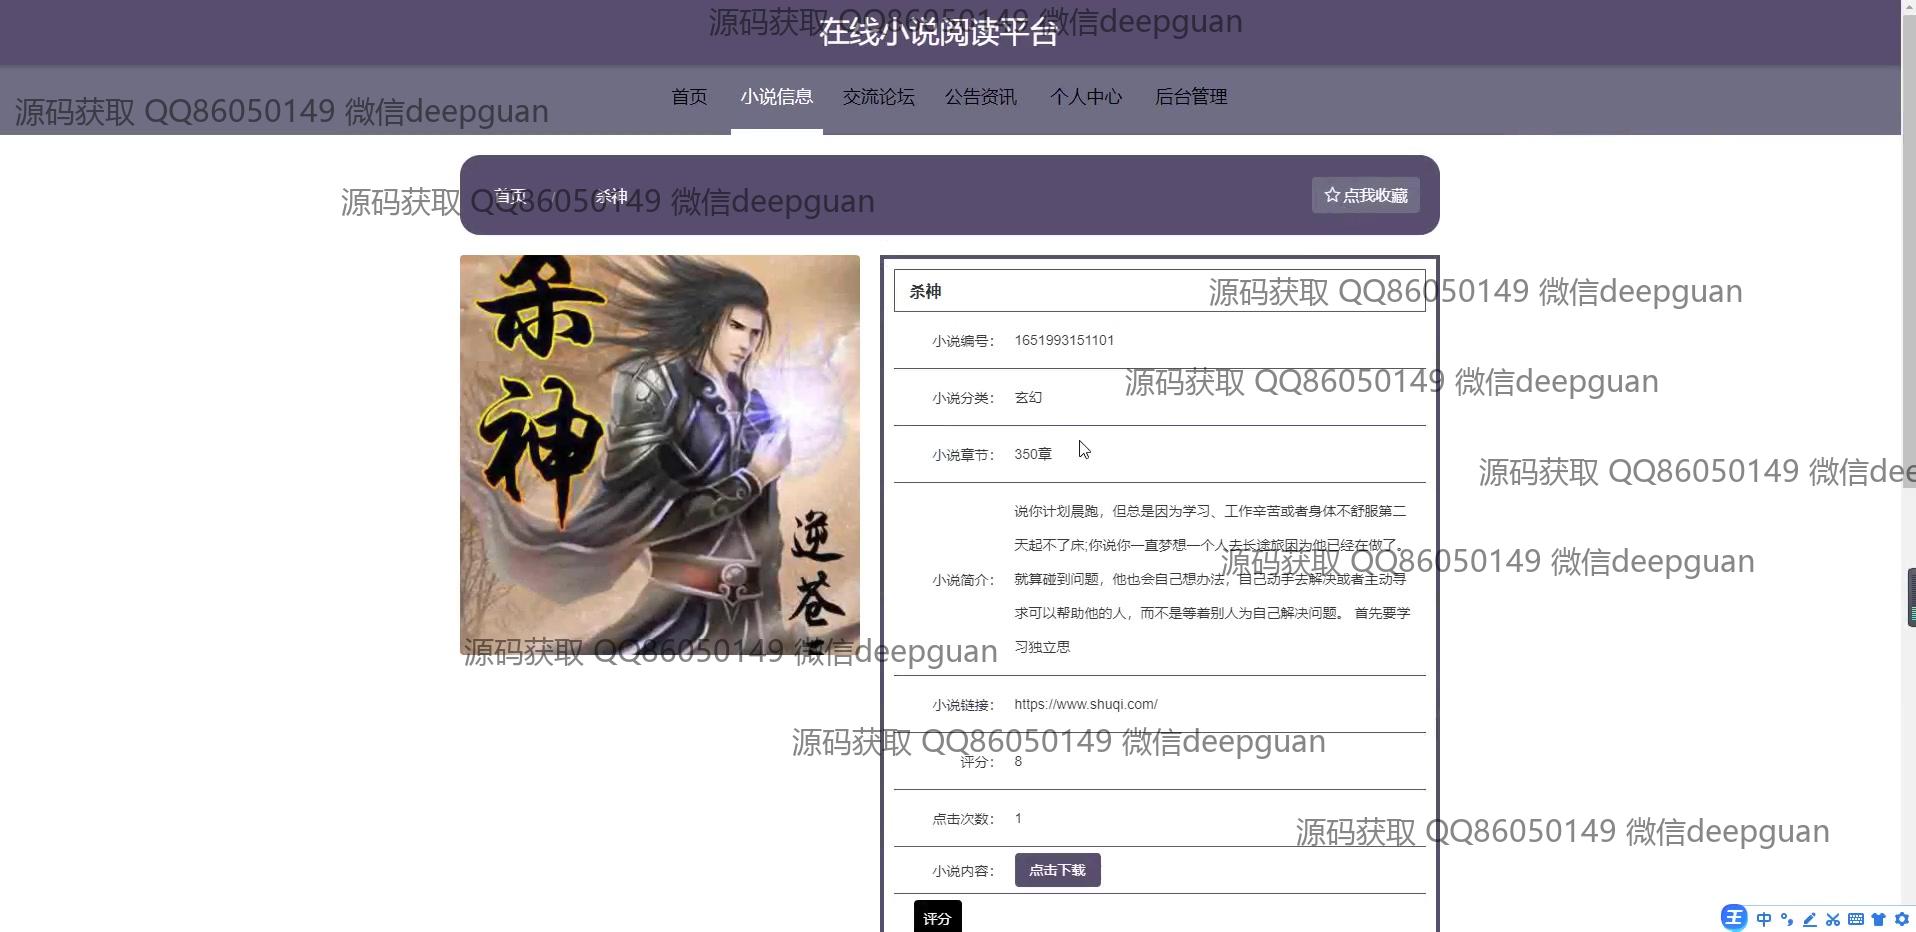 在线小说阅读平台
源码获取 QQ86050149 微信deepguan
首页 小说信息 交流论坛 公告资讯 个人中心 后台管理
源码获取 QQ86050149 微信deepguan
首页 / 杀神 点我收藏
源码获取 QQ86050149 微信deepguan
杀神
逆苍
杀神
源码获取 QQ86050149 微信deepguan
小说编号： 1651993151101
源码获取 QQ86050149 微信deepguan
小说分类： 玄幻
小说章节： 350章
源码获取 QQ86050149 微信dee
小说简介： 说你计划晨跑，但总是因为学习、工作辛苦或者身体不舒服第二
天起不了床;你说你一直梦想一个人去长途旅因为他已经在做了。
就算碰到问题，他也会自己想办法，自己动手去解决或者主动寻
求可以帮助他的人，而不是等着别人为自己解决问题。 首先要学
习独立思
源码获取 QQ86050149 微信deepguan
源码获取 QQ86050149 微信deepguan
小说链接： https://www.shuqi.com/
源码获取 QQ86050149 微信deepguan
评分： 8
点击次数： 1
源码获取 QQ86050149 微信deepguan
小说内容： 点击下载
评分
王 中